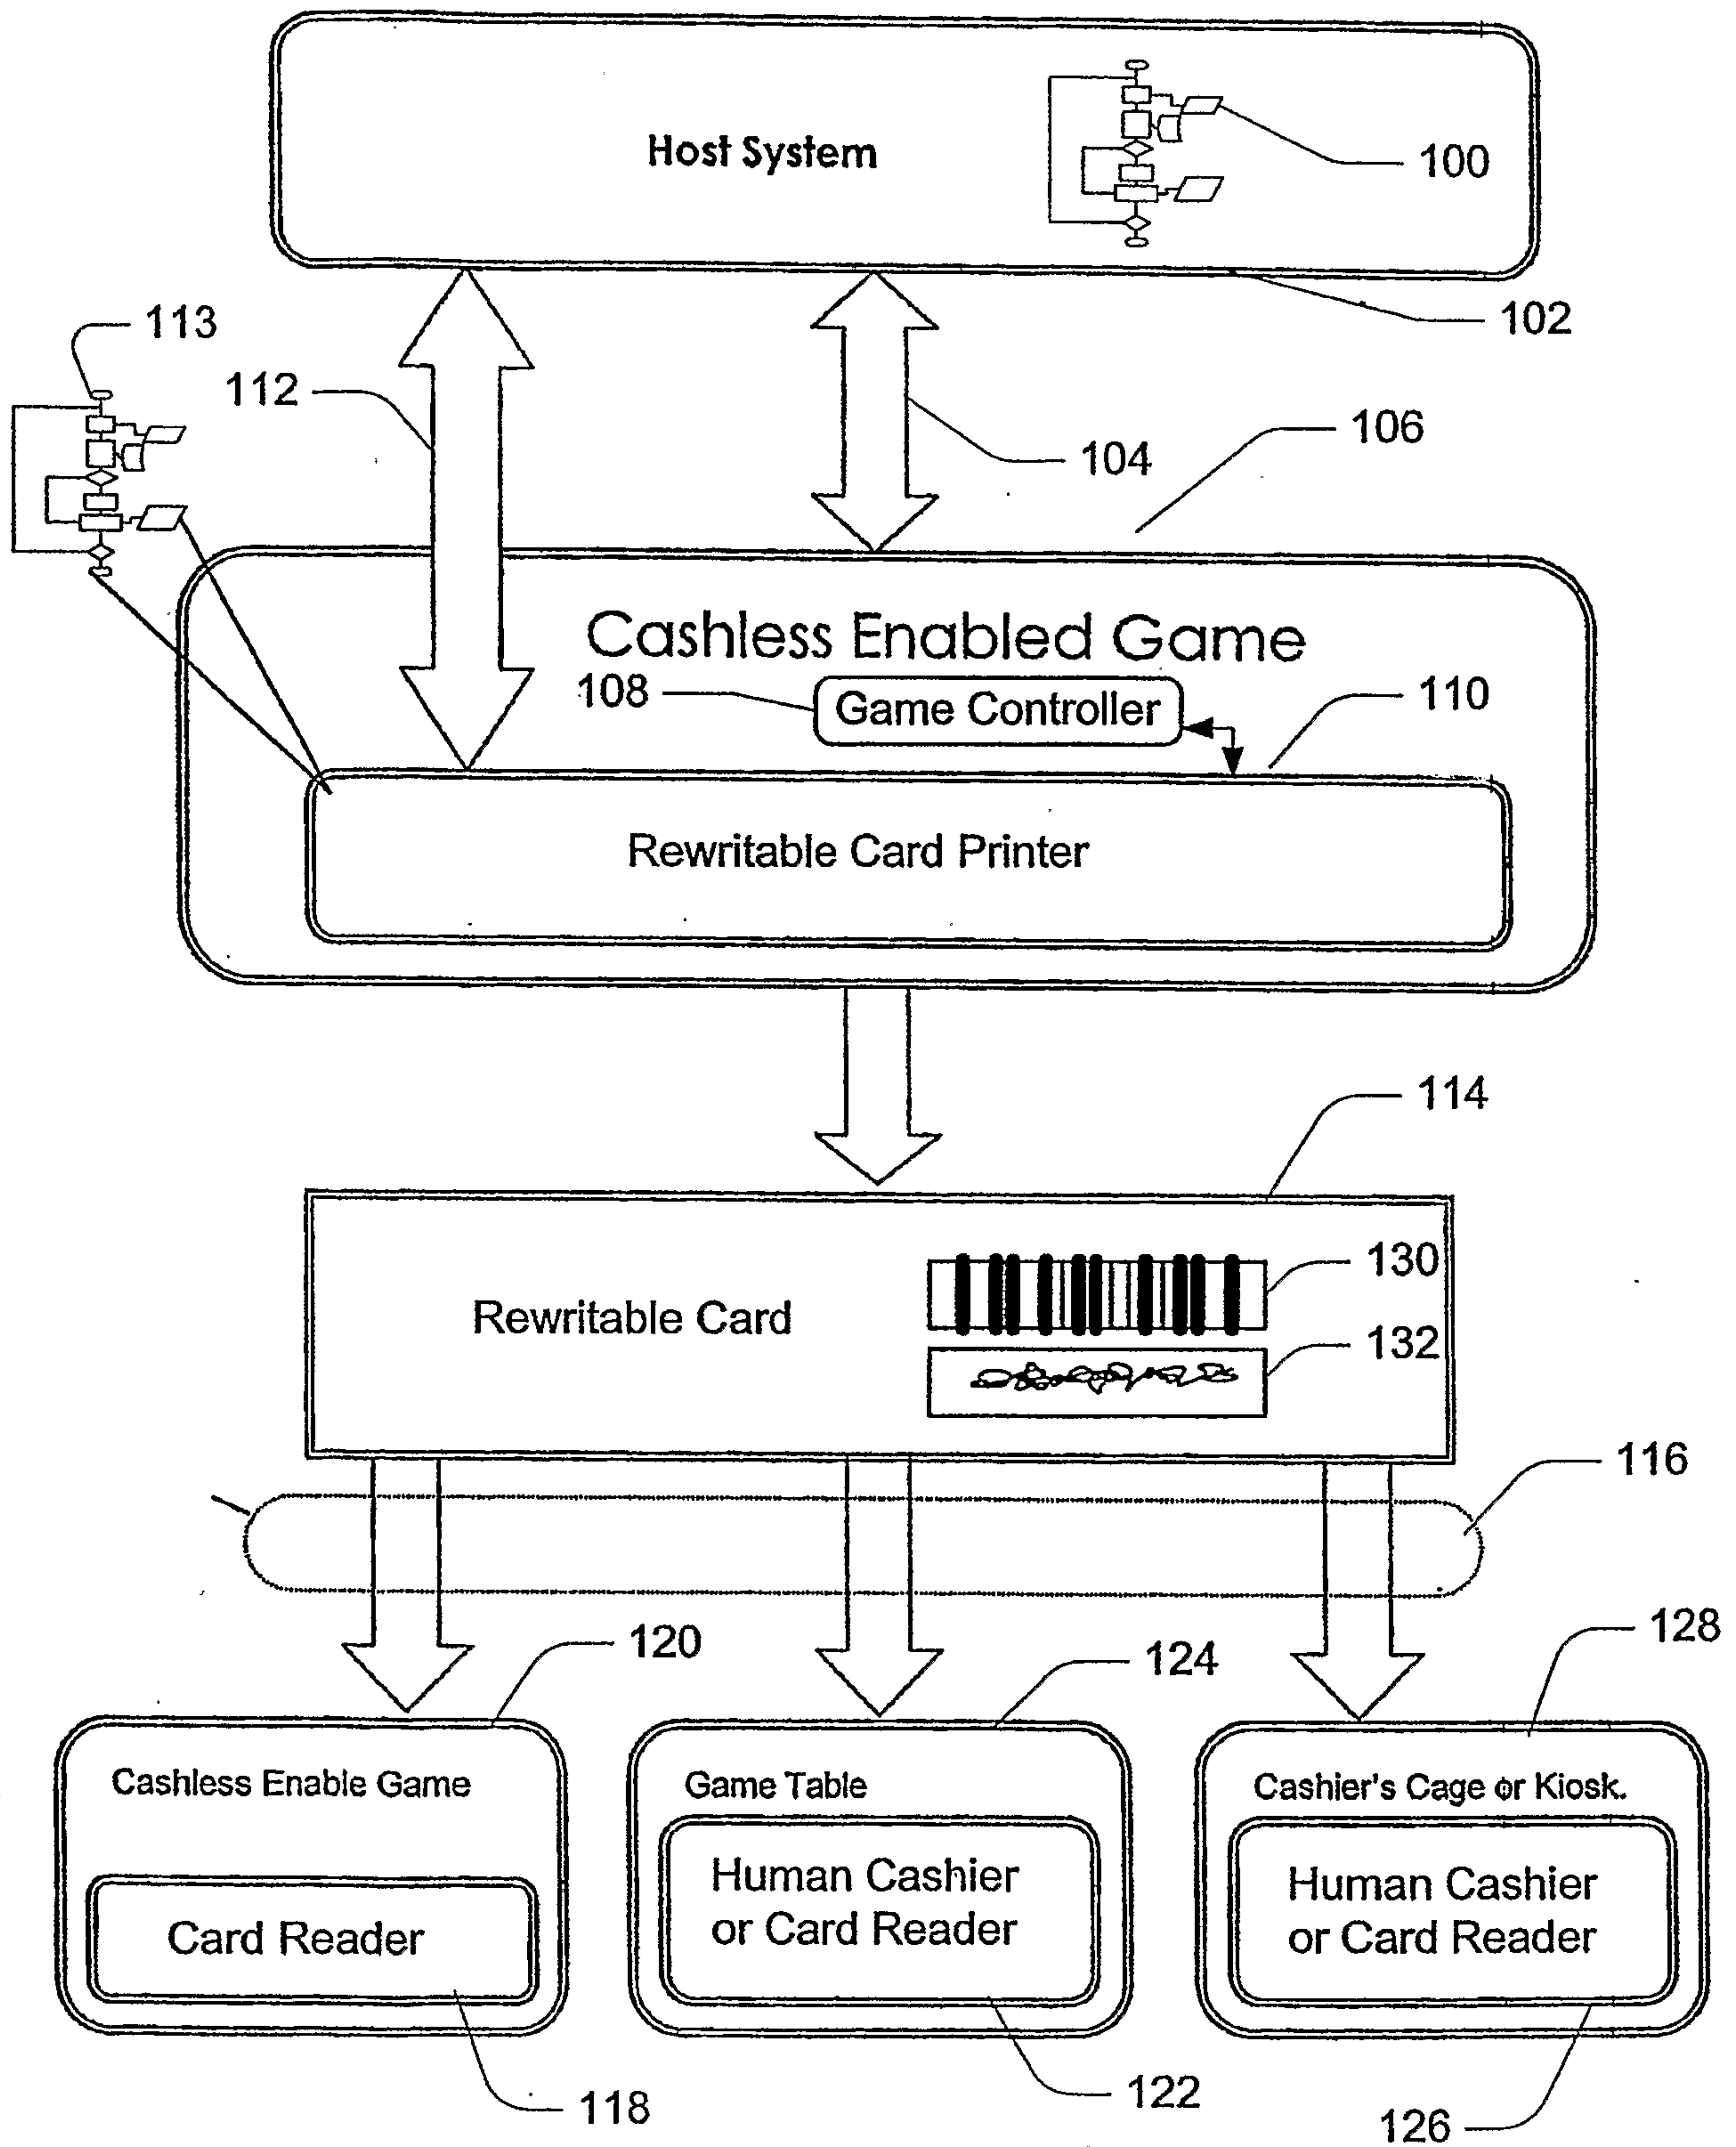 Host System
100
102
113
112
104
106
Cashless Enabled Game
108
Game Controller
110
Rewritable Card Printer
114
Rewritable Card
130
132
116
120
124
128
Cashless Enable Game
Game Table
Cashier's Cage or Kiosk.
Card Reader
Human Cashier
or Card Reader
Human Cashier
or Card Reader
118
122
126